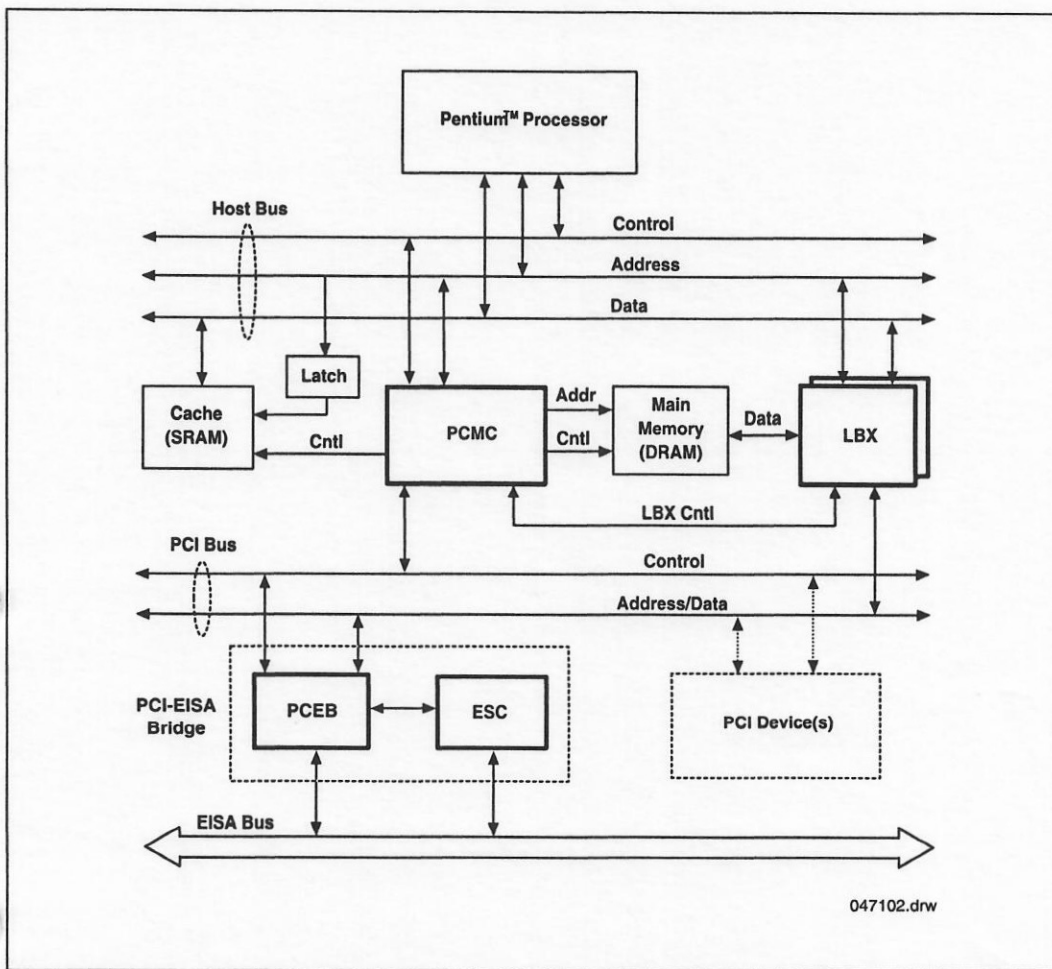 Pentium™ Processor
Host Bus
Control
Address
Data
Latch
Cache
(SRAM)
Cntl
PCMC
Addr
Cntl
Main
Memory
(DRAM)
Data
LBX
LBX Cntl
PCI Bus
Control
Address/Data
PCI-EISA
Bridge
PCEB
ESC
PCI Device(s)
EISA Bus
047102.drw